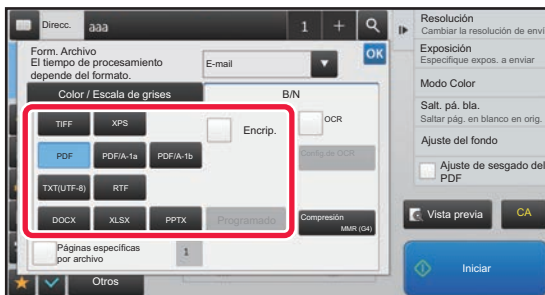 Direcc.
aaa
1
Form. Archivo
El tiempo de procesamiento
depende del formato.
E-mail
OK
Color / Escala de grises
B/N
TIFF
XPS
Encrip.
OCR
PDF
PDF/A-1a
PDF/A-1b
Config de OCR
TXT(UTF-8)
RTF
DOCX
XLSX
PPTX
Programado
Compresión
MMR (G4)
Páginas específicas
por archivo
1
Otros
Resolución
Cambiar la resolución de enví
Exposición
Especifique expos. a enviar
Modo Color
Salt. pá. bla.
Saltar pág. en blanco en orig.
Ajuste del fondo
Ajuste de sesgado del
PDF
Vista previa
CA
Iniciar